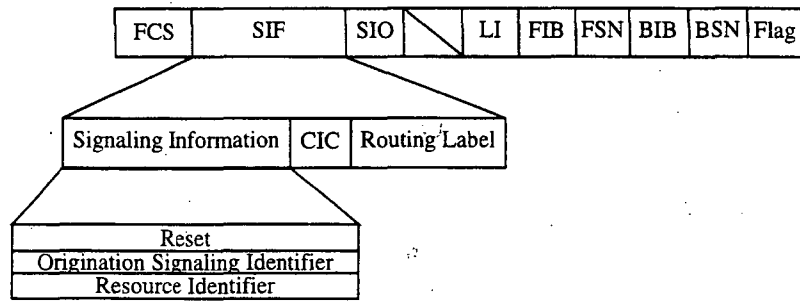 FCS SIF SIO LI FIB FSN BIB BSN Flag
Signaling Information CIC Routing Label
Reset
Origination Signaling Identifier
Resource Identifier